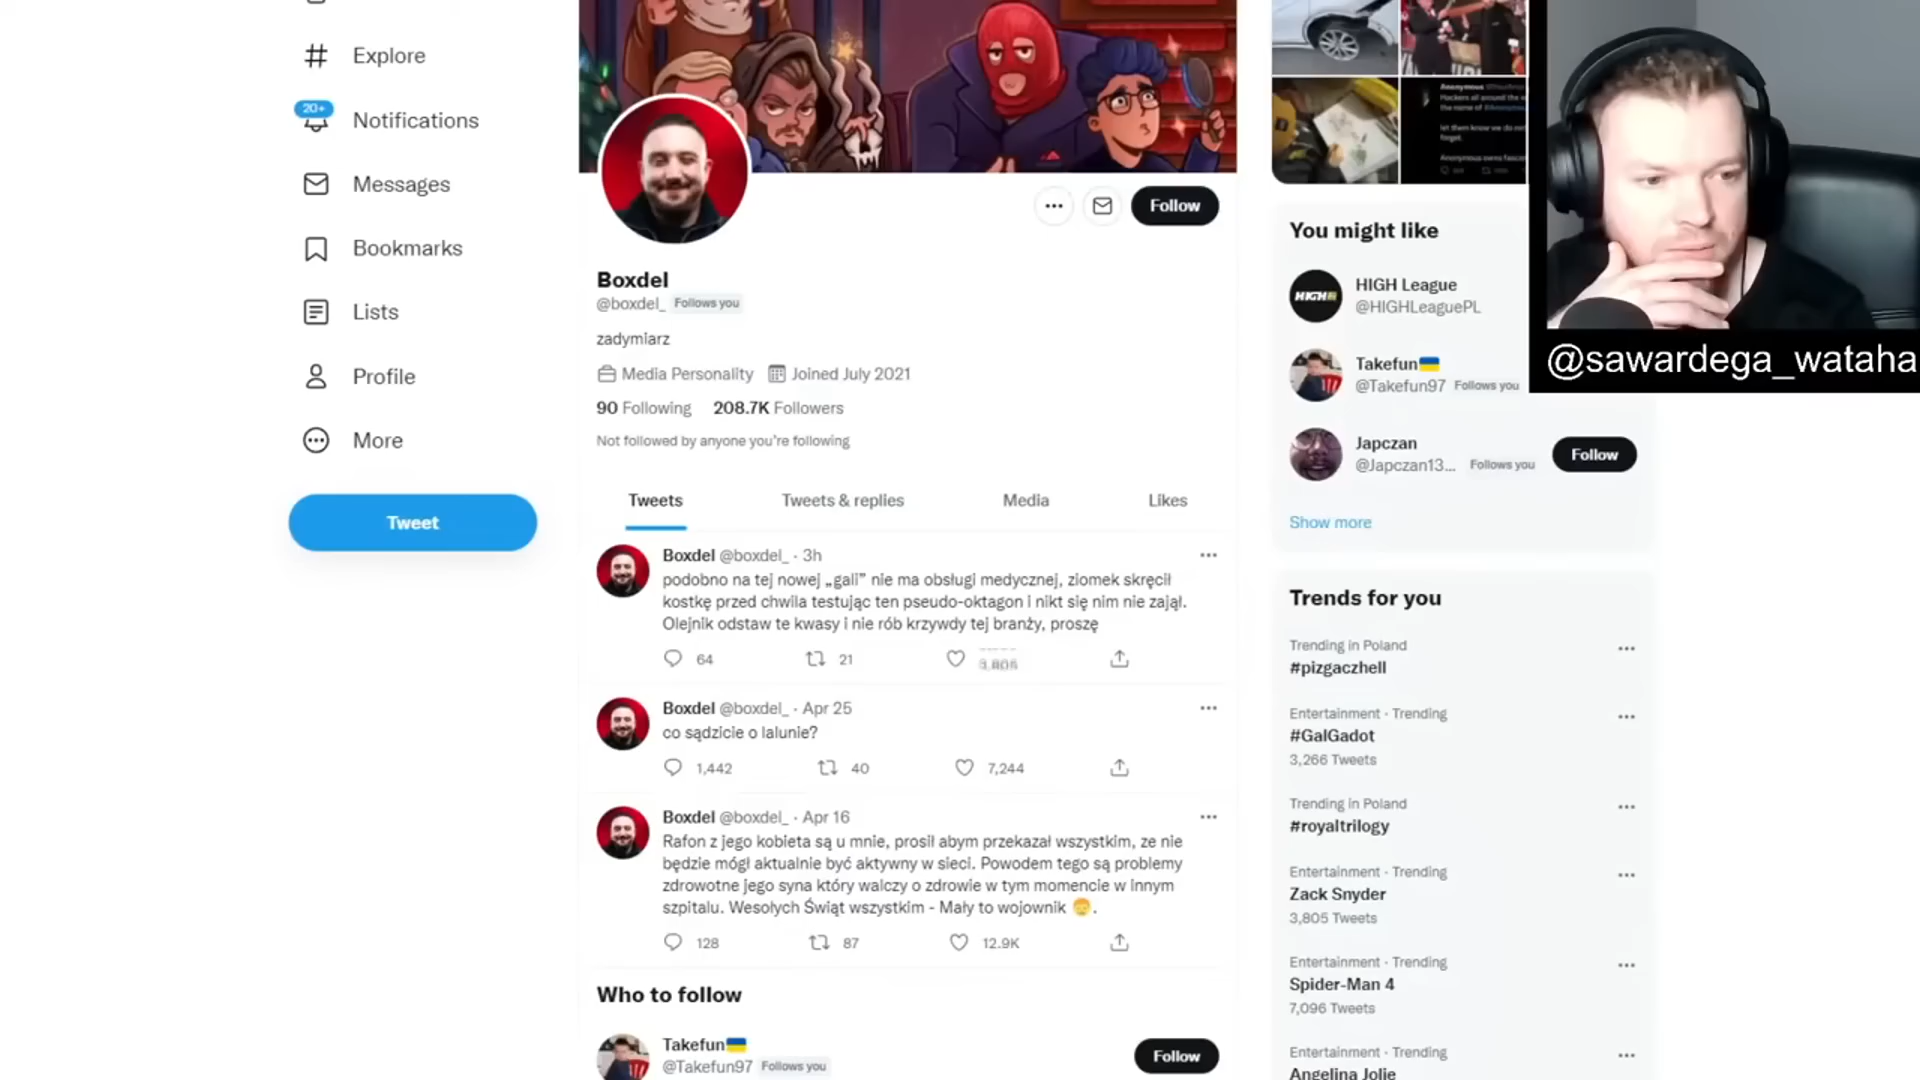 Explore
20+
Notifications
Messages
Bookmarks
Lists
Profile
More
Tweet
Follow
Boxdel
@boxdel_ Follows you
zadymiarz
Media Personality Joined July 2021
90 Following 208.7K Followers
Not followed by anyone you're following
Tweets Tweets & replies Media Likes
Boxdel @boxdel_ · 3h
podobno na tej nowej „gali” nie ma obsługi medycznej, ziomek skręcił
kostkę przed chwila testując ten pseudo-oktagon i nikt się nim nie zajął.
Olejnik odstaw te kwasy i nie rób krzywdy tej branży, proszę
64 21
Boxdel @boxdel_ · Apr 25
co sądzicie o lalunie?
1,442 40 7,244
Boxdel @boxdel_ · Apr 16
Rafon z jego kobieta są u mnie, prosił abym przekazał wszystkim, ze nie
będzie mógł aktualnie być aktywny w sieci. Powodem tego są problemy
zdrowotne jego syna który walczy o zdrowie w tym momencie w innym
szpitalu. Wesołych Świąt wszystkim - Mały to wojownik 🤕.
128 87 12.9K
Who to follow
Takefun🇺🇦
@Takefun97 Follows you
Follow
You might like
HIGH
HIGH League
@HIGHLeaguePL
Takefun🇺🇦
@Takefun97 Follows you
Japczan
@Japczan13... Follows you
Follow
Show more
Trends for you
Trending in Poland
#pizgaczhell
Entertainment · Trending
#GalGadot
3,266 Tweets
Trending in Poland
#royaltrilogy
Entertainment · Trending
Zack Snyder
3,805 Tweets
Entertainment · Trending
Spider-Man 4
7,096 Tweets
Entertainment · Trending
Angelina Jolie
@sawardega_wataha